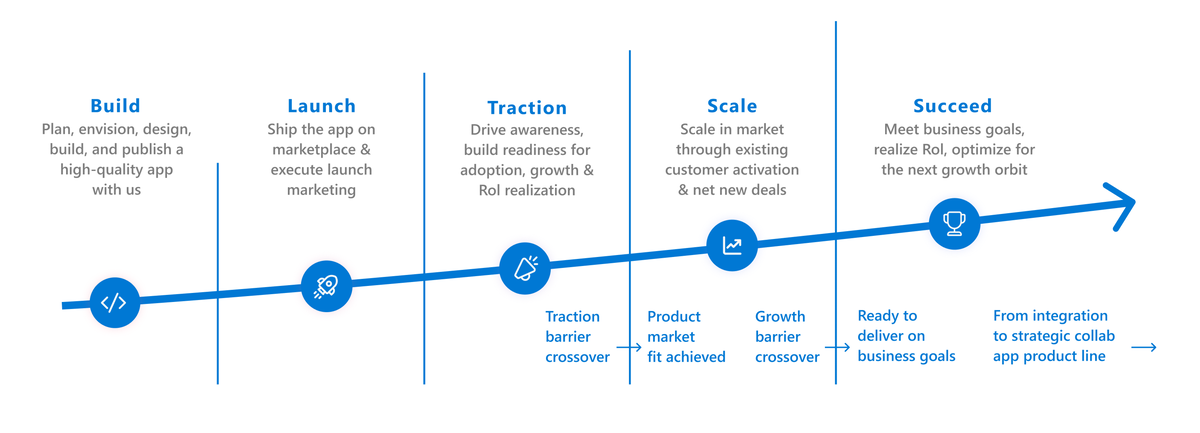 Build
Plan, envision, design,
build, and publish a
high-quality app
with us
Launch
Ship the app on
marketplace &
execute launch
marketing
Traction
Drive awareness,
build readiness for
adoption, growth &
RoI realization
Scale
Scale in market
through existing
customer activation
& net new deals
Succeed
Meet business goals,
realize RoI, optimize for
the next growth orbit
Traction
barrier
crossover
Product
market
fit achieved
Growth
barrier
crossover
Ready to
deliver on
business goals
From integration
to strategic collab
app product line